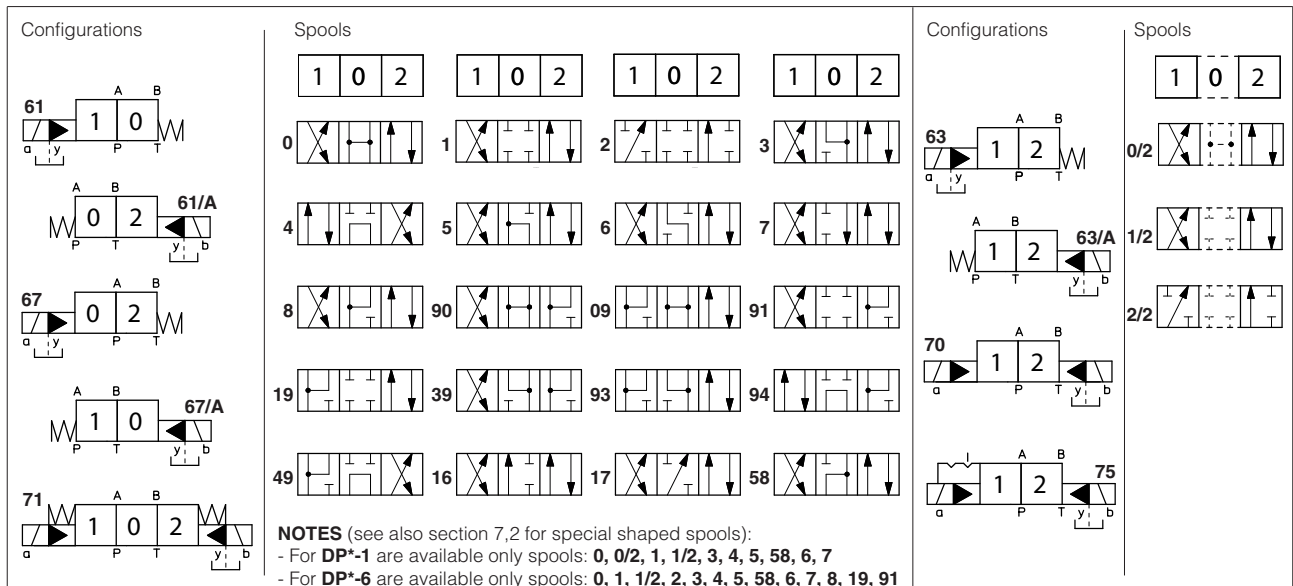 Configurations
Spools
Configurations
Spools
1 0 2
1 0 2
1 0 2
1 0 2
1 0 2
A B
61
1 0
a y P T
0
1
2
3
A B
63
1 2
a y P T
0/2
A B
61/A
0 2
P T y b
4
5
6
7
A B
63/A
1 2
P T y b
1/2
A B
67
0 2
a y P T
8
90
09
91
2/2
A B
70
1 2
a P T y b
A B
67/A
1 0
P T y b
19
39
93
94
A B
75
1 2
a P T y b
A B
71
1 0 2
a P T y b
49
16
17
58
NOTES (see also section 7,2 for special shaped spools):
- For DP*-1 are available only spools: 0, 0/2, 1, 1/2, 3, 4, 5, 58, 6, 7
- For DP*-6 are available only spools: 0, 1, 1/2, 2, 3, 4, 5, 58, 6, 7, 8, 19, 91